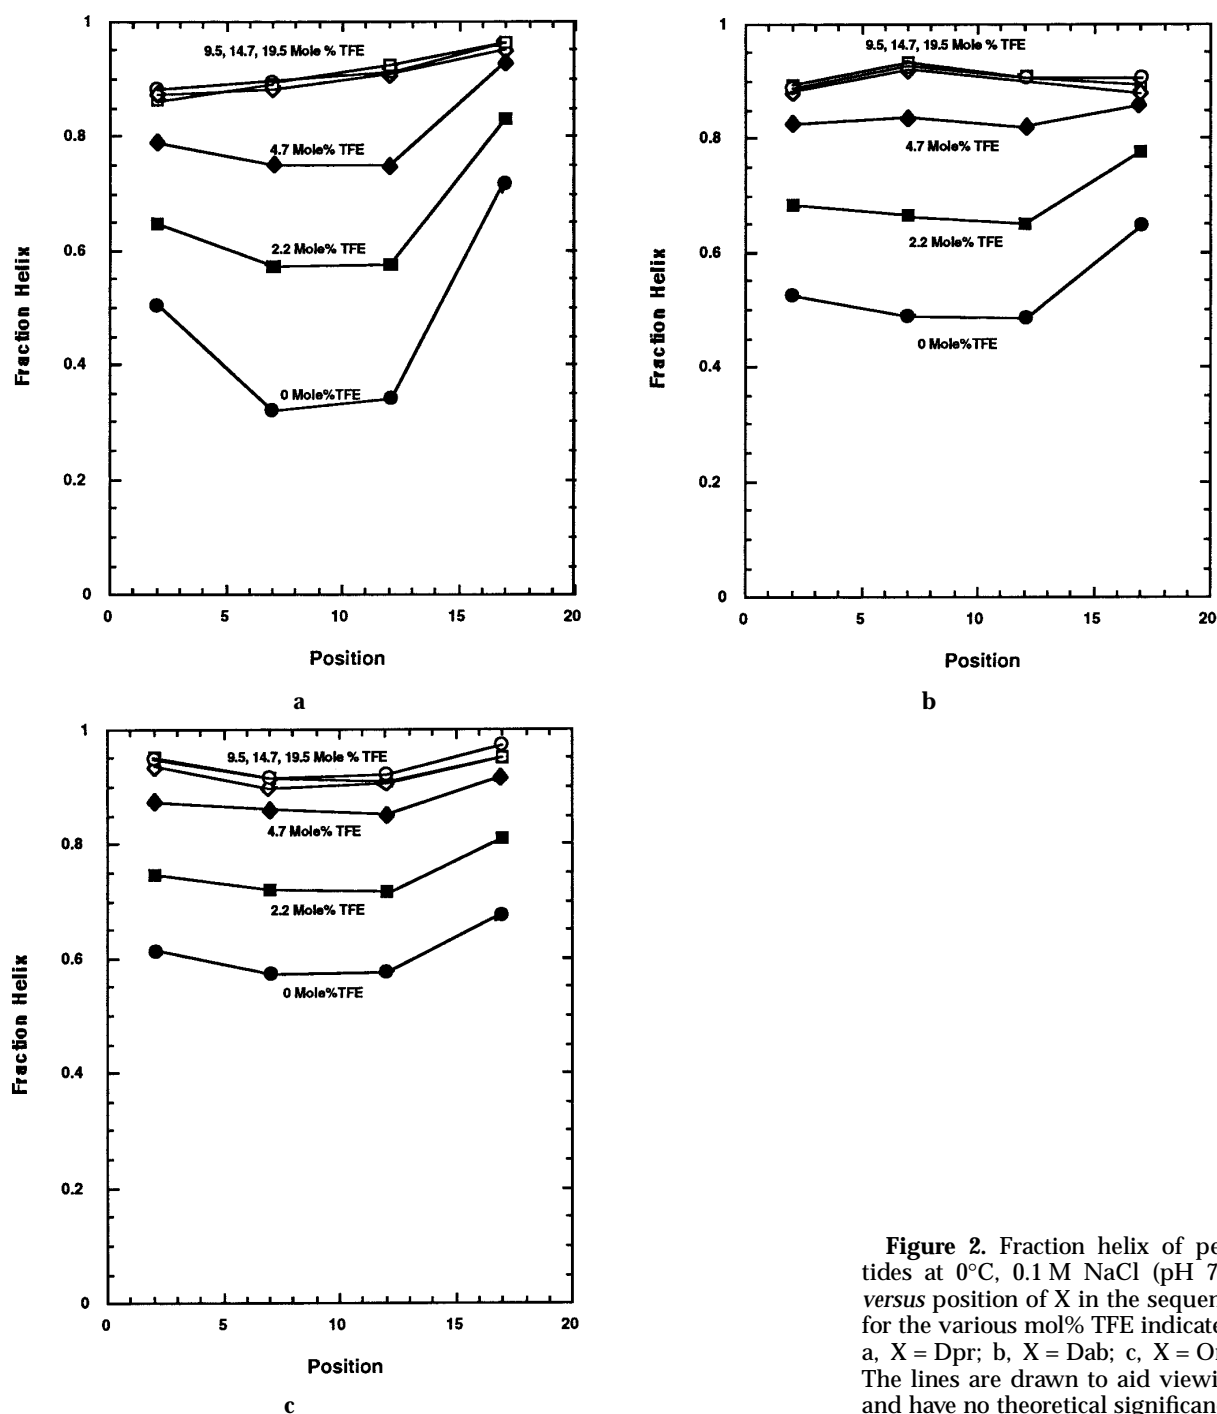 1
9.5, 14.7, 19.5 Mole % TFE
0.8
4.7 Mole% TFE
2.2 Mole% TFE
0.6
0.4
0 Mole%TFE
0.2
0
0 5 10 15 20
Fraction Helix
Position
a
1
9.5, 14.7, 19.5 Mole % TFE
0.8
4.7 Mole% TFE
2.2 Mole% TFE
0.6
0 Mole%TFE
0.4
0.2
0
0 5 10 15 20
Fraction Helix
Position
b
1
9.5, 14.7, 19.5 Mole % TFE
4.7 Mole% TFE
0.8
2.2 Mole% TFE
0.6
0 Mole%TFE
0.4
0.2
0
0 5 10 15 20
Fraction Helix
Position
c
Figure 2. Fraction helix of pe
tides at 0°C, 0.1 M NaCl (pH 7
versus position of X in the sequen
for the various mol% TFE indicate
a, X = Dpr; b, X = Dab; c, X = O
The lines are drawn to aid viewi
and have no theoretical significan